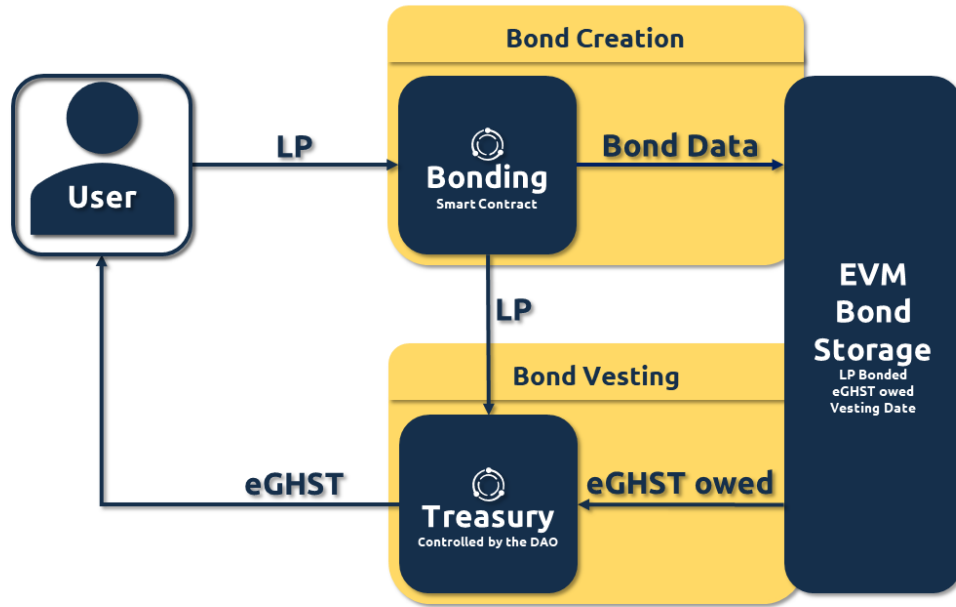 Bond Creation
LP
Bonding
Smart Contract
Bond Data
User
EVM
Bond
Storage
LP Bonded
eGHST owed
Vesting Date
LP
Bond Vesting
eGHST
Treasury
Controlled by the DAO
eGHST owed